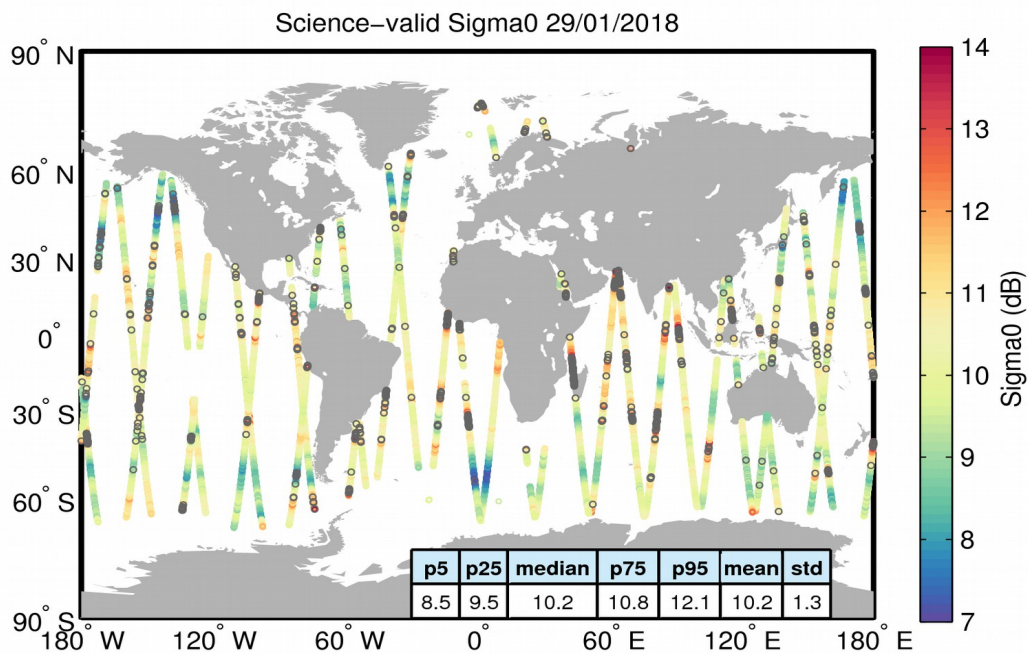 Science−valid Sigma0 29/01/2018
90° N
60° N
30° N
0°
30° S
60° S
90° S
180° W
120° W
60° W
0°
60° E
120° E
180° E
p5 p25 median p75 p95 mean std
8.5 9.5 10.2 10.8 12.1 10.2 1.3
14
13
12
11
10
9
8
7
Sigma0 (dB)